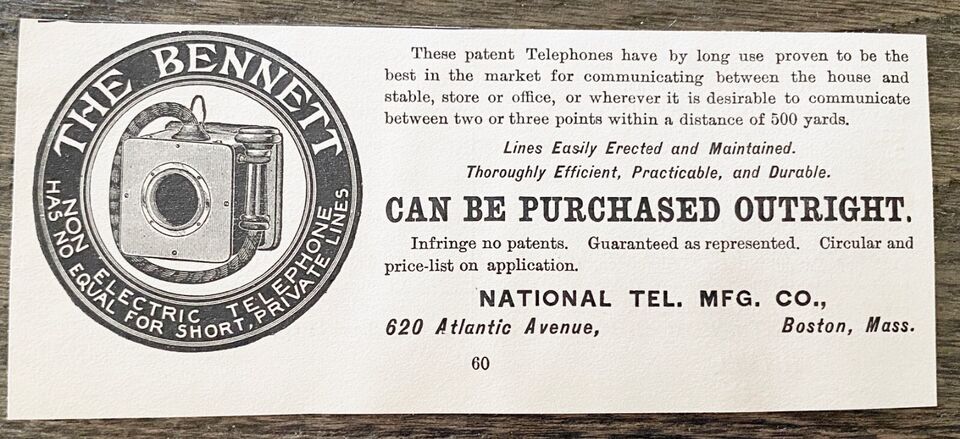 THE BENNETT
NON ELECTRIC TELEPHONE
HAS NO EQUAL FOR SHORT, PRIVATE LINES
These patent Telephones have by long use proven to be the
best in the market for communicating between the house and
stable, store or office, or wherever it is desirable to communicate
between two or three points within a distance of 500 yards.
Lines Easily Erected and Maintained.
Thoroughly Efficient, Practicable, and Durable.
CAN BE PURCHASED OUTRIGHT.
Infringe no patents. Guaranteed as represented. Circular and
price-list on application.
NATIONAL TEL. MFG. CO.,
620 Atlantic Avenue, Boston, Mass.
60